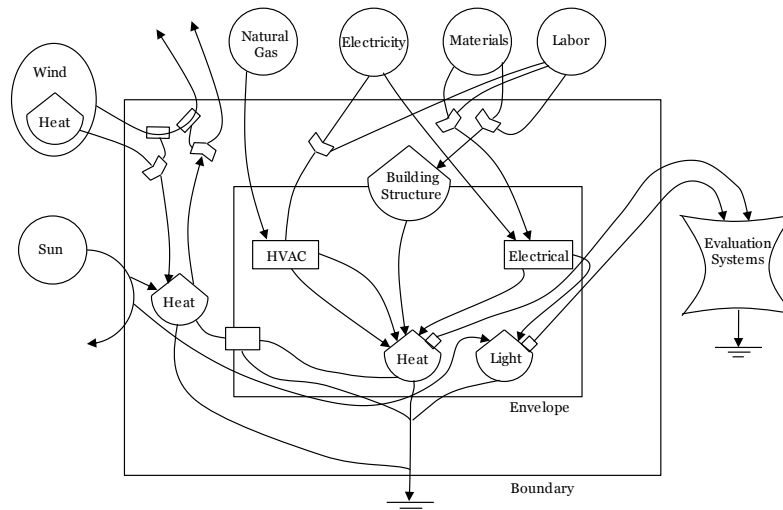 Natural
Gas
Electricity
Materials
Labor
Wind
Heat
Building
Structure
Sun
HVAC
Electrical
Evaluation
Systems
Heat
Heat
Light
Envelope
Boundary